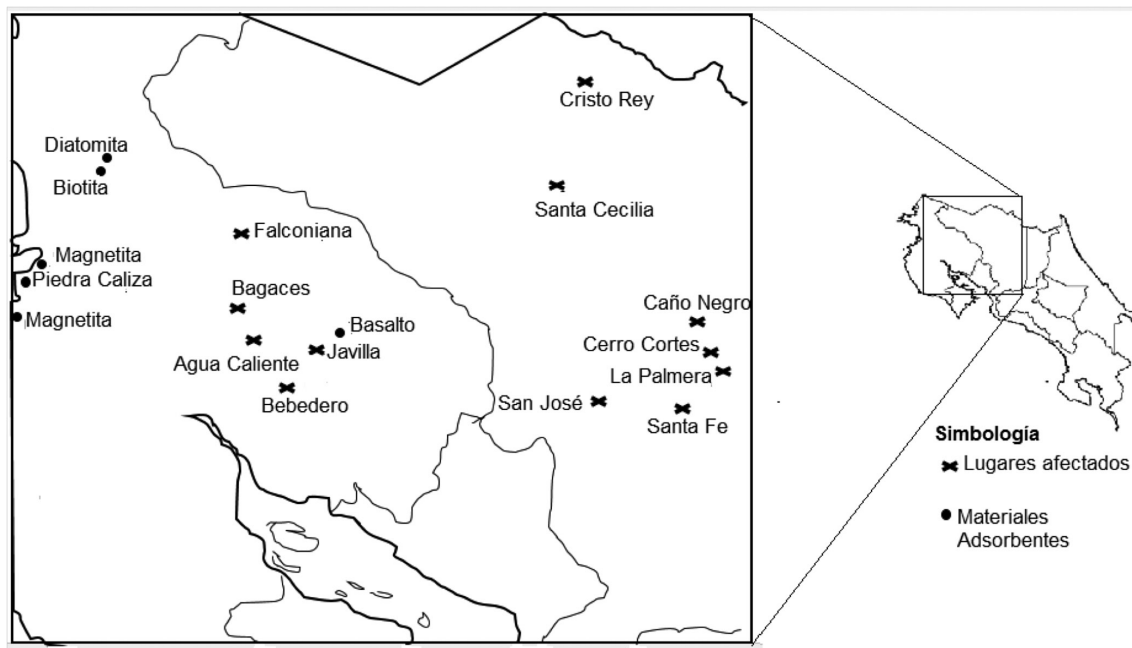 Cristo Rey
Diatomita
Biotita
Santa Cecilia
Falconiana
Magnetita
Piedra Caliza
Bagaces
Magnetita
Caño Negro
Basalto
Cerro Cortes
Javilla
Agua Caliente
La Palmera
Bebedero
San José
Santa Fe
Simbología
Lugares afectados
Materiales
Adsorbentes